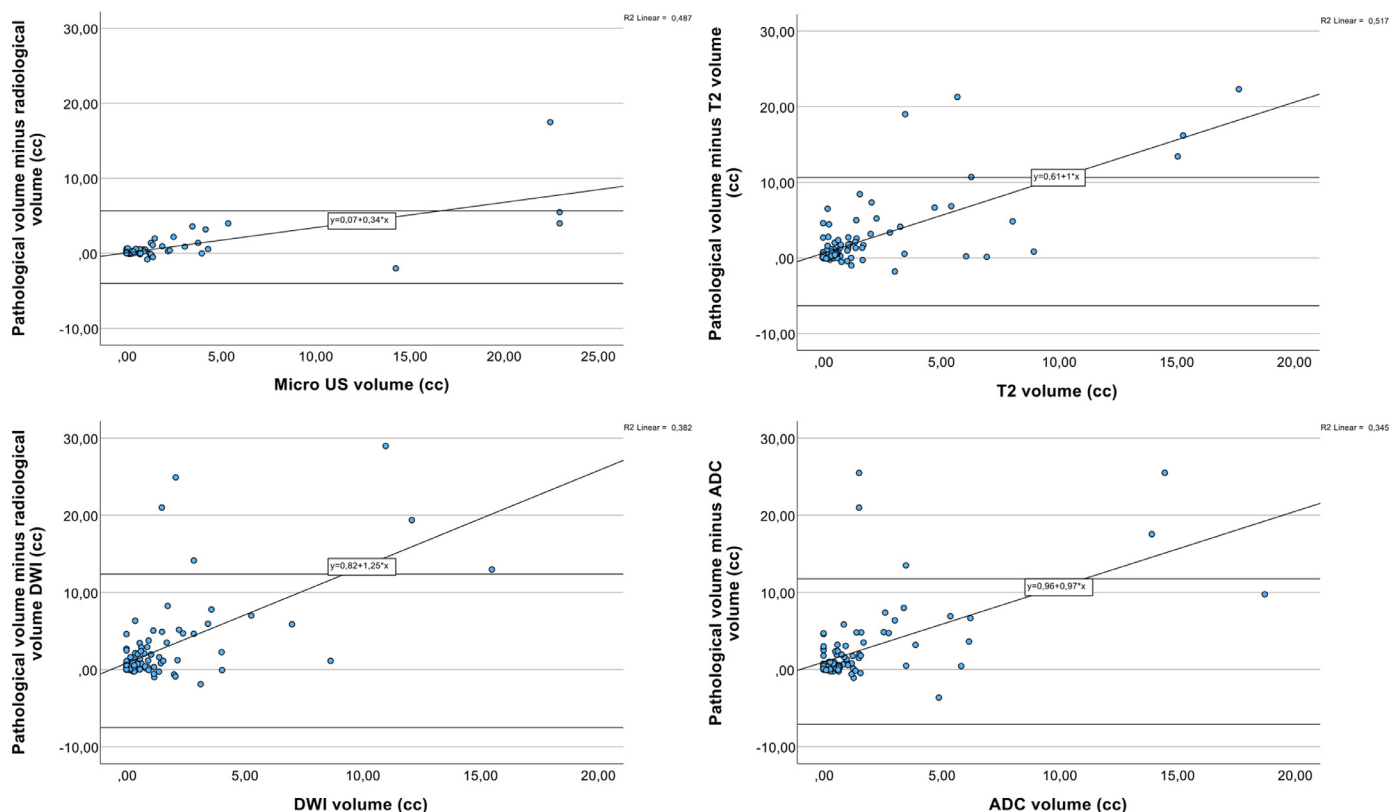 R2 Linear = 0,487
Pathological volume minus radiological
volume (cc)
30,00
20,00
10,00
,00
-10,00
y=0,07+0,34*x
,00 5,00 10,00 15,00 20,00 25,00
Micro US volume (cc)
R2 Linear = 0,517
Pathological volume minus T2 volume
(cc)
30,00
20,00
10,00
,00
-10,00
y=0,61+1*x
,00 5,00 10,00 15,00 20,00
T2 volume (cc)
R2 Linear = 0,382
Pathological volume minus radiological
volume DWI (cc)
30,00
20,00
10,00
,00
-10,00
y=0,82+1,25*x
,00 5,00 10,00 15,00 20,00
DWI volume (cc)
R2 Linear = 0,345
Pathological volume minus ADC
volume (cc)
30,00
20,00
10,00
,00
-10,00
y=0,96+0,97*x
,00 5,00 10,00 15,00 20,00
ADC volume (cc)